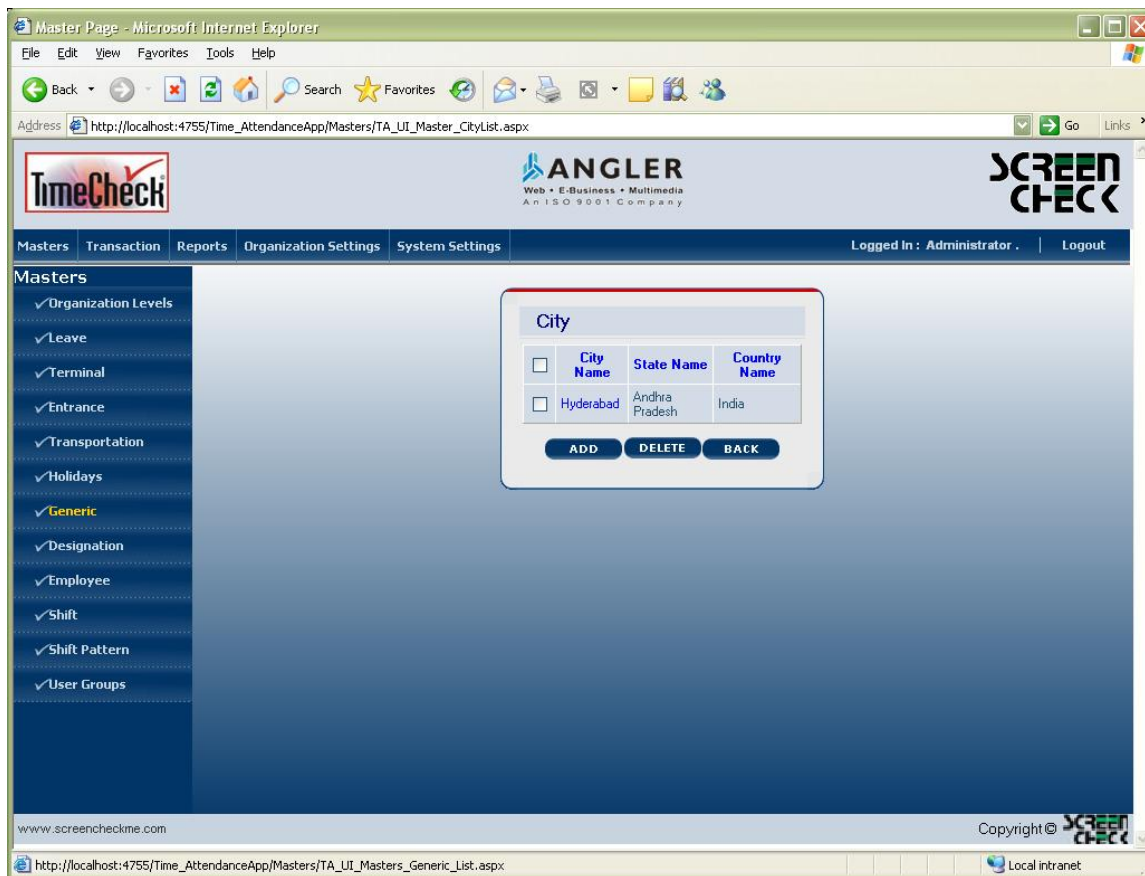 Master Page - Microsoft Internet Explorer
File Edit View Favorites Tools Help
Back Search Favorites
Address http://localhost:4755/Time_AttendanceApp/Masters/TA_UI_Master_CityList.aspx Go Links
TimeCheck
ANGLER
Web • E-Business • Multimedia
An ISO 9001 Company
SCREEN
CHECK
Masters Transaction Reports Organization Settings System Settings Logged In : Administrator . | Logout
Masters
Organization Levels
Leave
Terminal
Entrance
Transportation
Holidays
Generic
Designation
Employee
Shift
Shift Pattern
User Groups
City
City Name State Name Country Name
Hyderabad Andhra Pradesh India
ADD DELETE BACK
www.screencheckme.com Copyright © SCREEN CHECK
http://localhost:4755/Time_AttendanceApp/Masters/TA_UI_Masters_Generic_List.aspx Local intranet